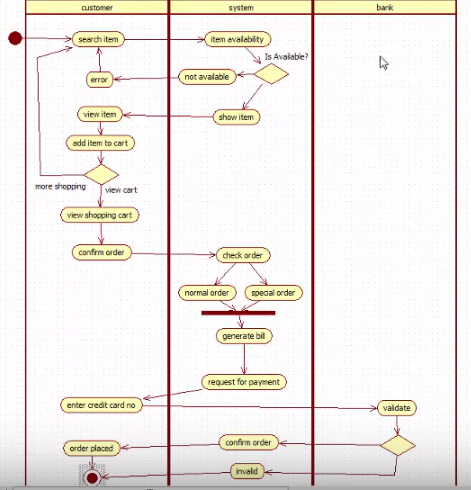 customer
system
bank
search item
item availability
Is Available?
error
not available
view item
show item
add item to cart
more shopping
view cart
view shopping cart
confirm order
check order
normal order
special order
generate bill
request for payment
enter credit card no
validate
order placed
confirm order
invalid